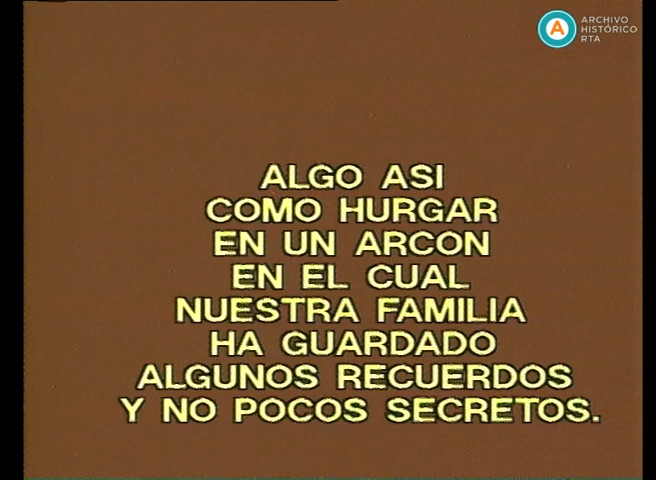 ARCHIVO
HISTÓRICO
RTA
A
ALGO ASI
COMO HURGAR
EN UN ARCON
EN EL CUAL
NUESTRA FAMILIA
HA GUARDADO
ALGUNOS RECUERDOS
Y NO POCOS SECRETOS.